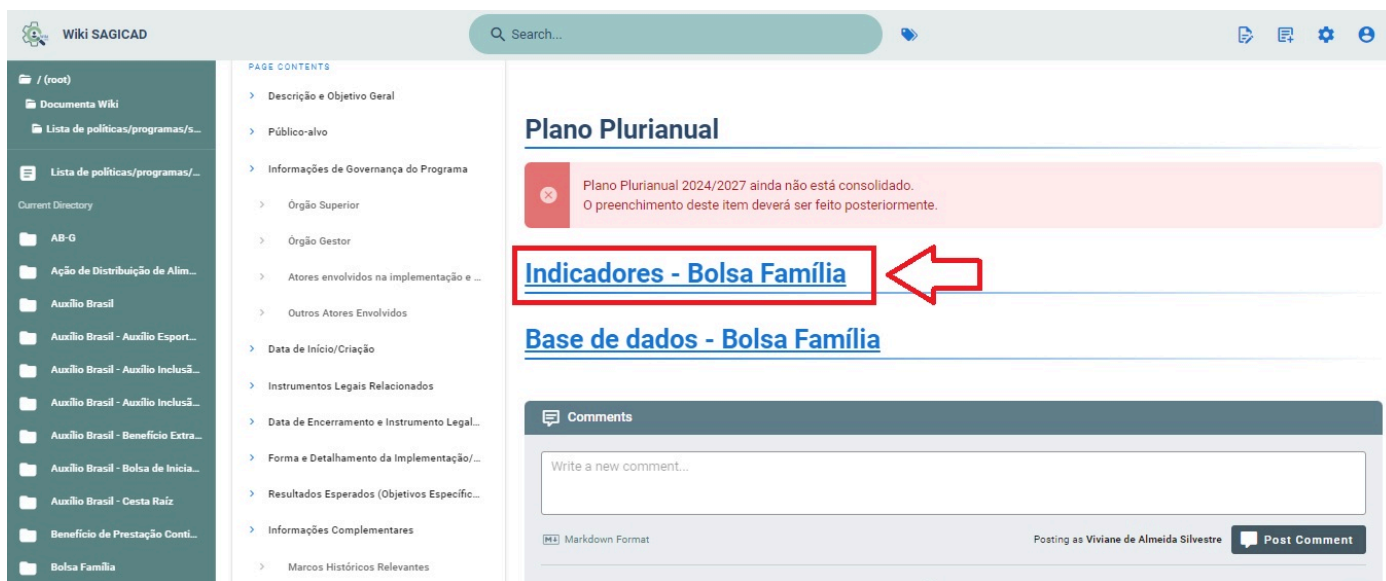 Wiki SAGICAD
Search...
/ (root)
Documenta Wiki
Lista de políticas/programas/s...
Lista de políticas/programas/...
Current Directory
AB-G
Ação de Distribuição de Alim...
Auxílio Brasil
Auxílio Brasil - Auxílio Esport...
Auxílio Brasil - Auxílio Inclusã...
Auxílio Brasil - Auxílio Inclusã...
Auxílio Brasil - Benefício Extra...
Auxílio Brasil - Bolsa de Inicia...
Auxílio Brasil - Cesta Raíz
Benefício de Prestação Conti...
Bolsa Família
PAGE CONTENTS
Descrição e Objetivo Geral
Público-alvo
Informações de Governança do Programa
Órgão Superior
Órgão Gestor
Atores envolvidos na implementação e ...
Outros Atores Envolvidos
Data de Início/Criação
Instrumentos Legais Relacionados
Data de Encerramento e Instrumento Legal...
Forma e Detalhamento da Implementação/...
Resultados Esperados (Objetivos Específic...
Informações Complementares
Marcos Históricos Relevantes
Plano Plurianual
Plano Plurianual 2024/2027 ainda não está consolidado.
O preenchimento deste item deverá ser feito posteriormente.
Indicadores - Bolsa Família
Base de dados - Bolsa Família
Comments
Write a new comment...
Markdown Format
Posting as Viviane de Almeida Silvestre
Post Comment